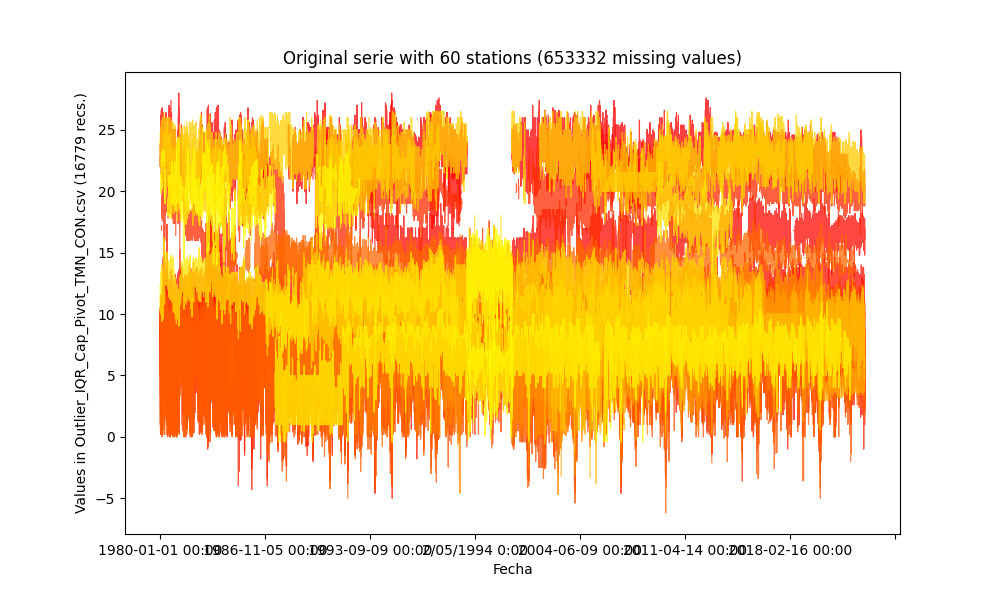 Original serie with 60 stations (653332 missing values)
Values in Outlier_IQR_Cap_Pivot_TMN_CON.csv (16779 recs.)
25
20
15
10
5
0
−5
1980-01-01 00:00 1986-11-05 00:00 1993-09-09 00:00 2/05/1994 0:00 2004-06-09 00:00 2011-04-14 00:00 2018-02-16 00:00
Fecha